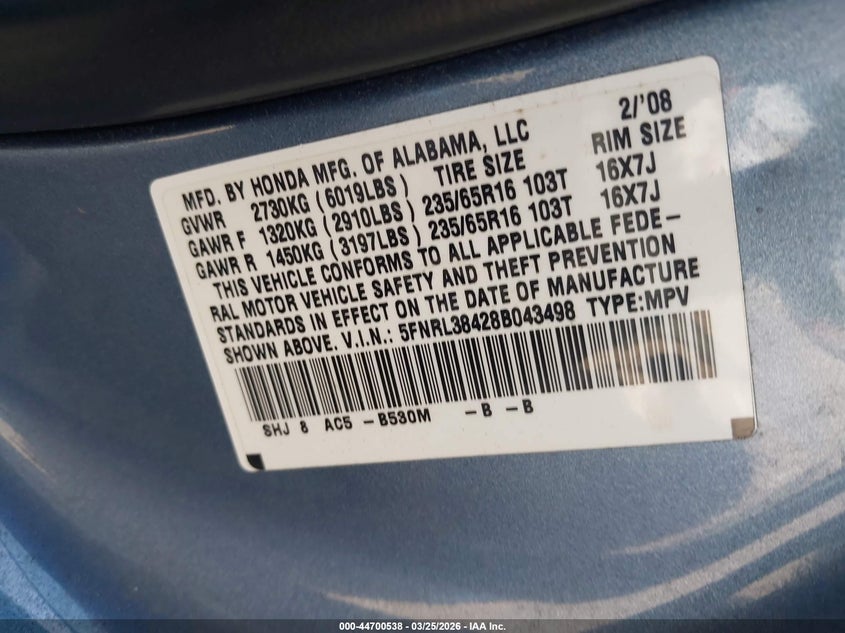 MFD. BY HONDA MFG. OF ALABAMA, LLC 2/'08
GVWR 2730KG (6019LBS) TIRE SIZE RIM SIZE
GAWR F 1320KG (2910LBS) 235/65R16 103T 16X7J
GAWR R 1450KG (3197LBS) 235/65R16 103T 16X7J
THIS VEHICLE CONFORMS TO ALL APPLICABLE FEDE-
RAL MOTOR VEHICLE SAFETY AND THEFT PREVENTION
STANDARDS IN EFFECT ON THE DATE OF MANUFACTURE
SHOWN ABOVE. V.I.N.: 5FNRL38428B043498 TYPE:MPV
SHJ 8 AC5 -B530M -B -B
000-44700538 - 03/25/2026 - IAA Inc.